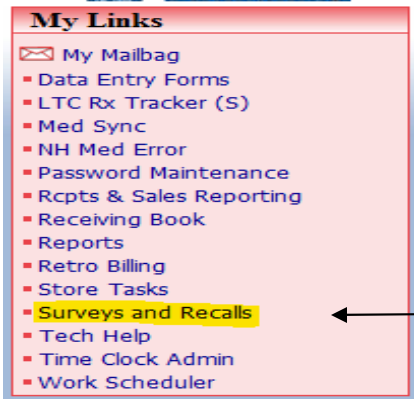 My Links
My Mailbag
Data Entry Forms
LTC Rx Tracker (S)
Med Sync
NH Med Error
Password Maintenance
Rcpts & Sales Reporting
Receiving Book
Reports
Retro Billing
Store Tasks
Surveys and Recalls
Tech Help
Time Clock Admin
Work Scheduler